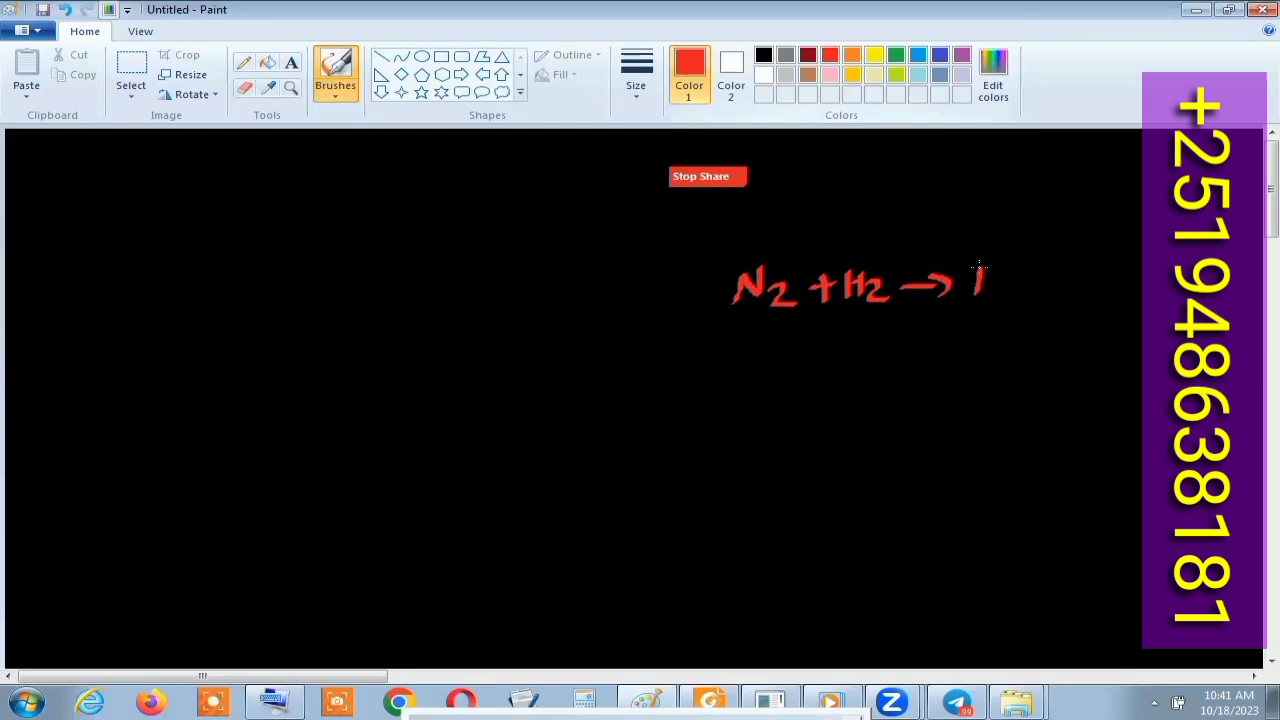 Untitled - Paint
Home
View
Paste
Cut
Copy
Clipboard
Select
Crop
Resize
Rotate
Image
Tools
Brushes
Shapes
Outline
Fill
Size
Color 1
Color 2
Edit colors
Colors
Stop Share
N2 + H2 →
+251948638181
99
10:41 AM
10/18/2023